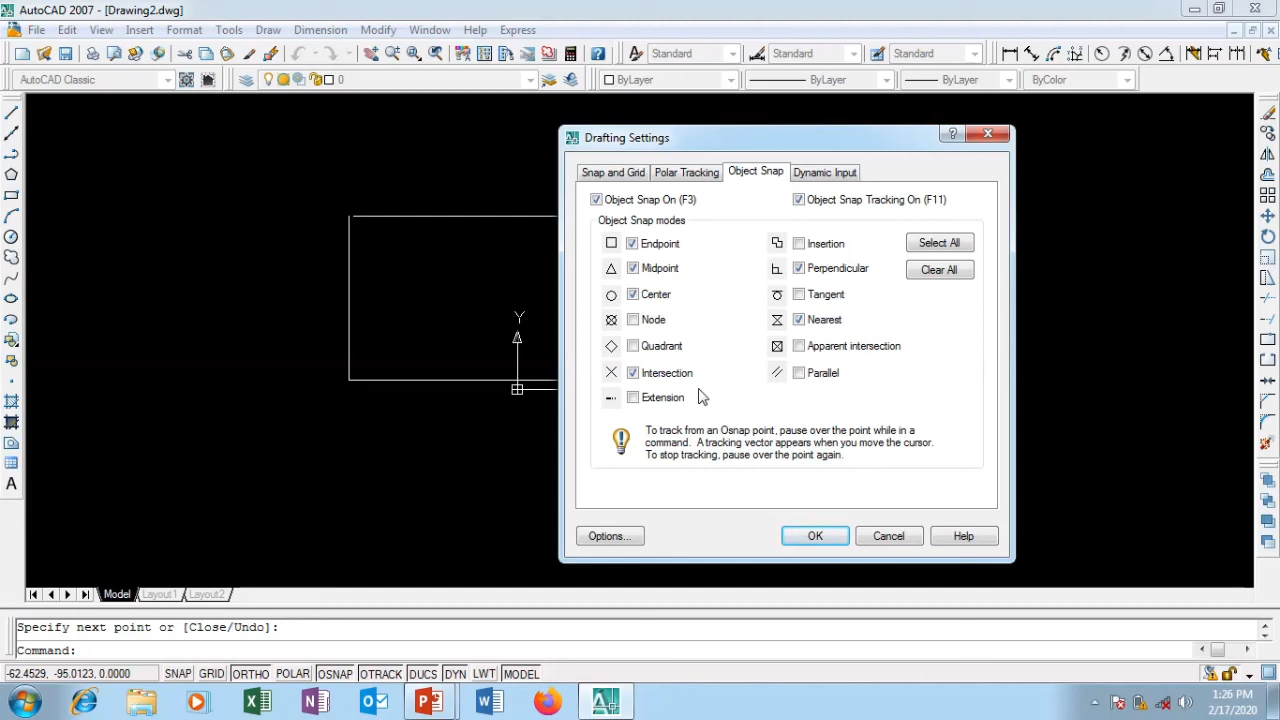 AutoCAD 2007 - [Drawing2.dwg]
File Edit View Insert Format Tools Draw Dimension Modify Window Help Express
Standard Standard Standard
AutoCAD Classic 0 ByLayer ByLayer ByLayer ByColor
Drafting Settings
Snap and Grid Polar Tracking Object Snap Dynamic Input
Object Snap On (F3) Object Snap Tracking On (F11)
Object Snap modes
Endpoint Insertion Select All
Midpoint Perpendicular Clear All
Center Tangent
Node Nearest
Quadrant Apparent intersection
Intersection Parallel
Extension
To track from an Osnap point, pause over the point while in a
command. A tracking vector appears when you move the cursor.
To stop tracking, pause over the point again.
Options... OK Cancel Help
Y
A
Model Layout1 Layout2
Specify next point or [Close/Undo]:
Command:
-62.4529, -95.0123, 0.0000 SNAP GRID ORTHO POLAR OSNAP OTRACK DUCS DYN LWT MODEL
1:26 PM
2/17/2020